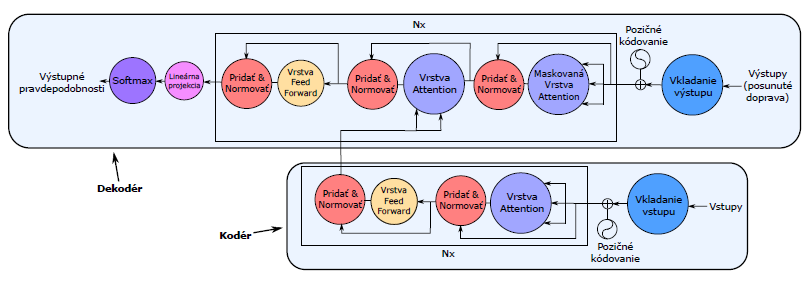 Nx
Pozičné
kódovanie
Výstupné
pravdepodobnosti
Softmax
Lineárna
projekcia
Pridať &
Normovať
Vrstva
Feed
Forward
Pridať &
Normovať
Vrstva
Attention
Pridať &
Normovať
Maskovaná
Vrstva
Attention
Vkladanie
výstupu
Výstupy
(posunuté
doprava)
Dekodér
Pridať &
Normovať
Vrstva
Feed
Forward
Pridať &
Normovať
Vrstva
Attention
Vkladanie
vstupu
Vstupy
Kodér
Nx
Pozičné
kódovanie